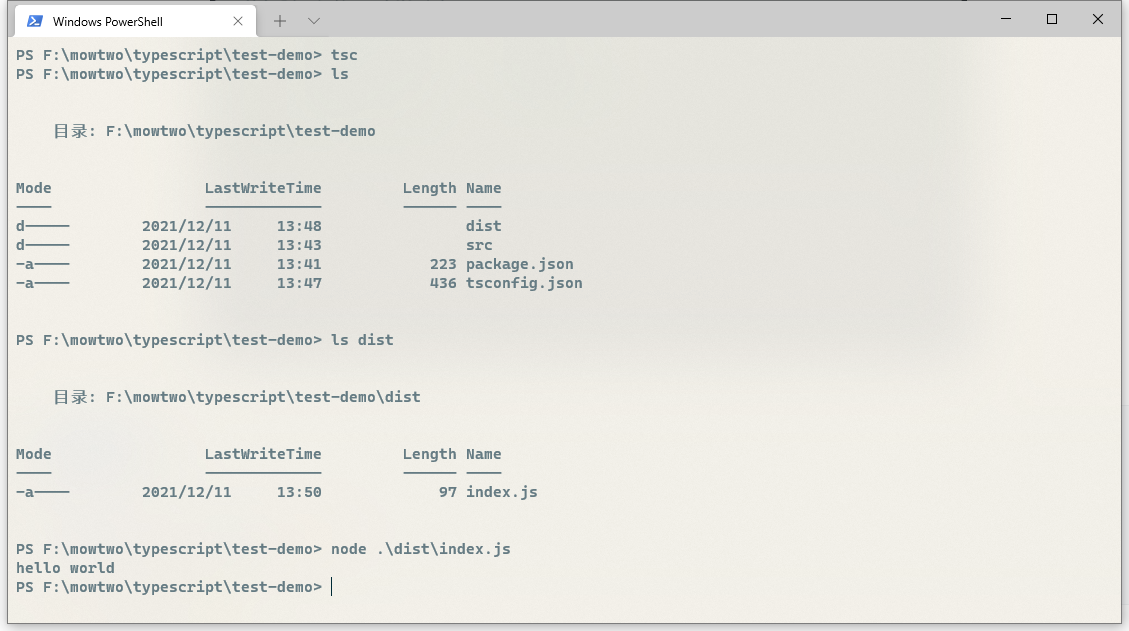 Windows PowerShell
PS F:\mowtwo\typescript\test-demo> tsc
PS F:\mowtwo\typescript\test-demo> ls
目录: F:\mowtwo\typescript\test-demo
Mode LastWriteTime Length Name
---- ------------- ------ ----
d----- 2021/12/11 13:48 dist
d----- 2021/12/11 13:43 src
-a---- 2021/12/11 13:41 223 package.json
-a---- 2021/12/11 13:47 436 tsconfig.json
PS F:\mowtwo\typescript\test-demo> ls dist
目录: F:\mowtwo\typescript\test-demo\dist
Mode LastWriteTime Length Name
---- ------------- ------ ----
-a---- 2021/12/11 13:50 97 index.js
PS F:\mowtwo\typescript\test-demo> node .\dist\index.js
hello world
PS F:\mowtwo\typescript\test-demo>